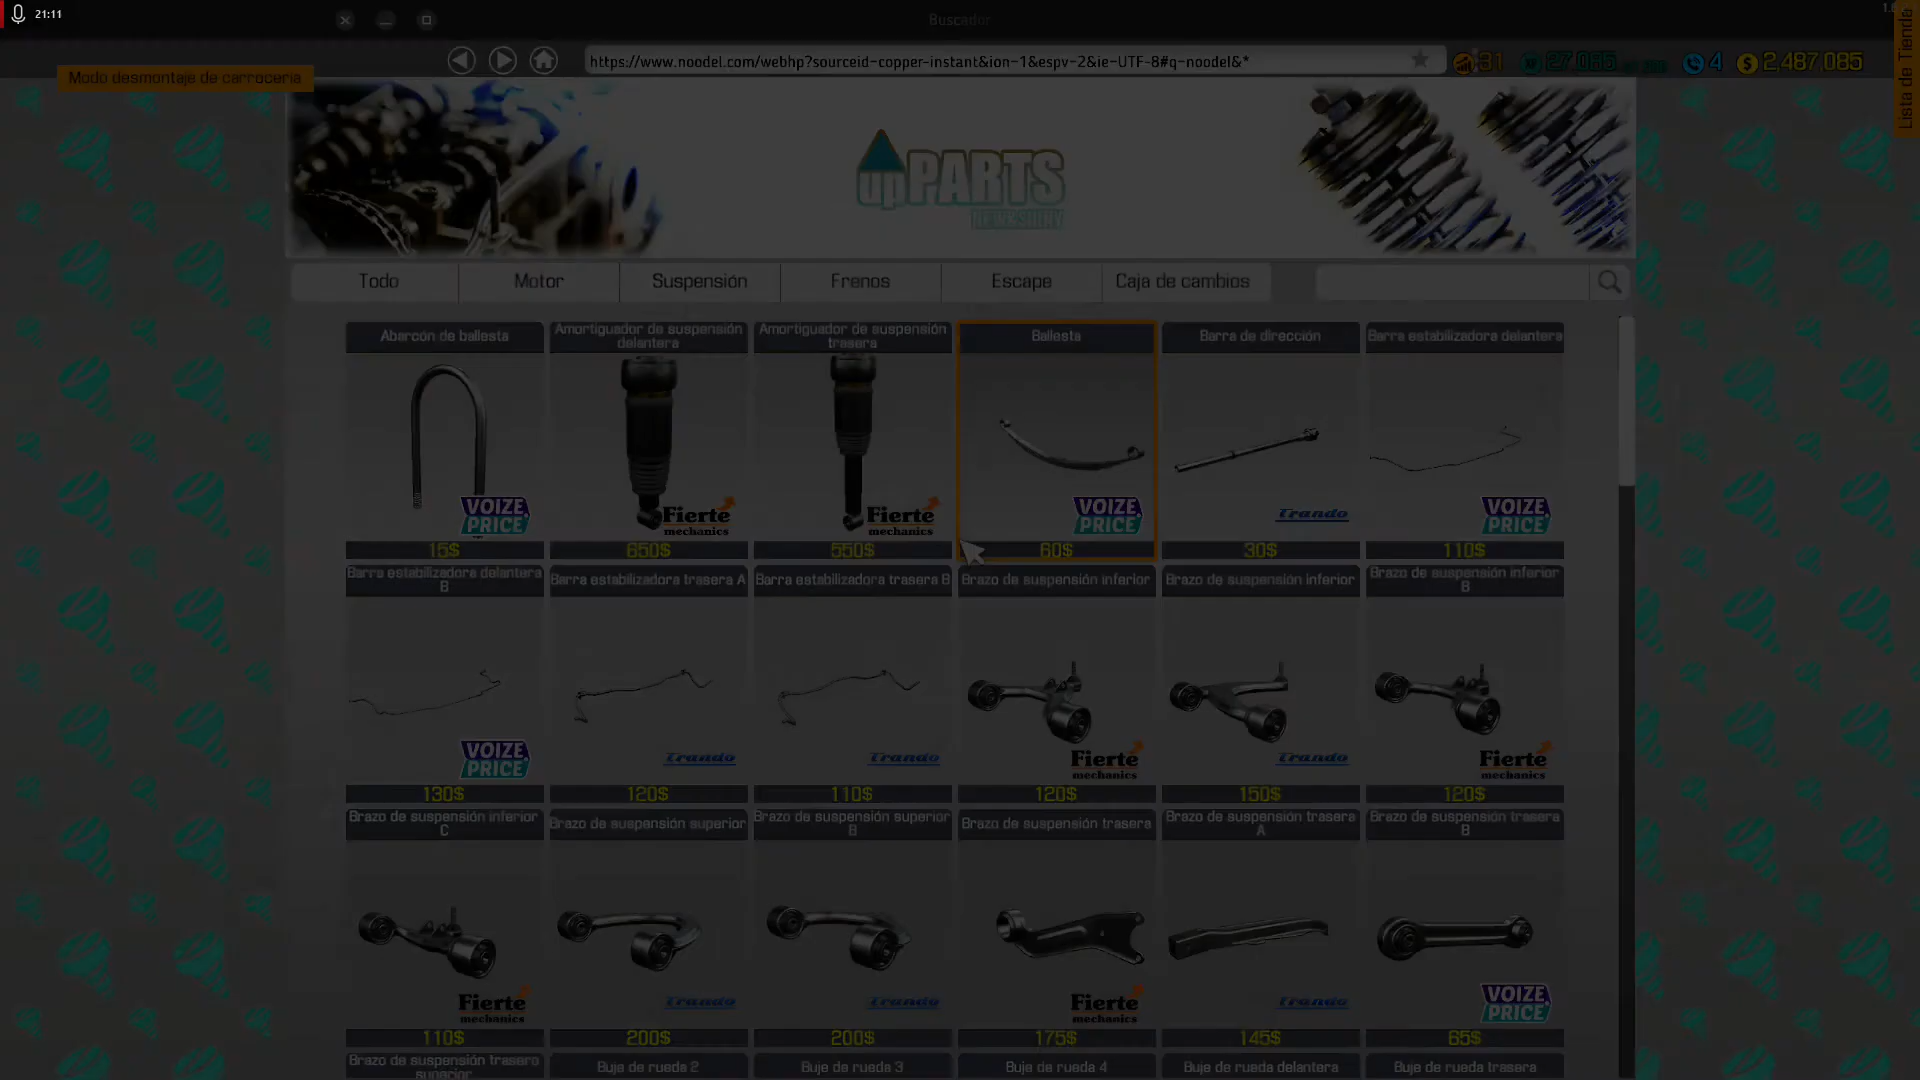 21:11
Buscador
Modo desmontaje de carrocería
https://www.noodel.com/webhp?sourceid-copper-instant&ion-1&espv-2&ie-UTF-8#q-noodel&*
31
27,085
4
2,487,085
Lista de Tienda
upPARTS
NEW&SHINY
Todo
Motor
Suspensión
Frenos
Escape
Caja de cambios
Abarcón de ballesta
Amortiguador de suspensión
delantera
Amortiguador de suspensión
trasera
Ballesta
Barra de dirección
Barra estabilizadora delantera
VOIZE
PRICE
Fierte
mechanics
Fierte
mechanics
VOIZE
PRICE
Trando
VOIZE
PRICE
15$
650$
550$
60$
30$
110$
Barra estabilizadora delantera
B
Barra estabilizadora trasera A
Barra estabilizadora trasera B
Brazo de suspensión inferior
Brazo de suspensión inferior
Brazo de suspensión inferior
B
VOIZE
PRICE
Trando
Trando
Fierte
mechanics
Trando
Fierte
mechanics
130$
120$
110$
120$
150$
120$
Brazo de suspensión inferior
C
Brazo de suspensión superior
Brazo de suspensión superior
B
Brazo de suspensión trasera
Brazo de suspensión trasera
A
Brazo de suspensión trasera
B
Fierte
mechanics
Trando
Trando
Fierte
mechanics
Trando
VOIZE
PRICE
110$
200$
200$
175$
145$
65$
Brazo de suspensión trasero
superior
Buje de rueda 2
Buje de rueda 3
Buje de rueda 4
Buje de rueda delantera
Buje de rueda trasera